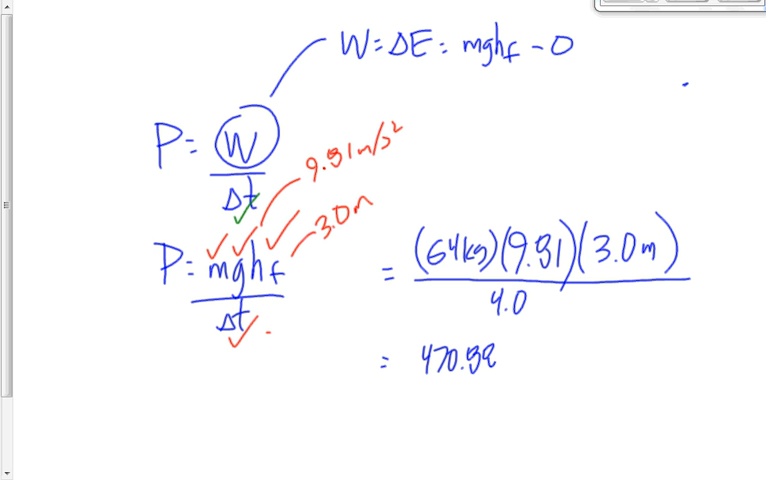 W = ΔE = mghf - 0
P = W
Δt
9.81m/s²
3.0m
P = mghf
Δt
= (64kg)(9.81)(3.0m)
4.0
= 470.88